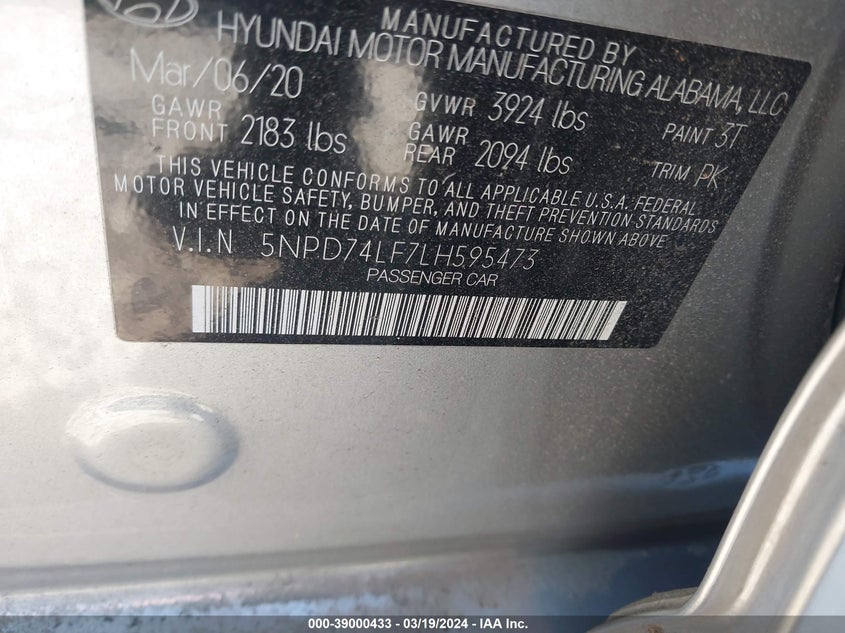 MANUFACTURED BY
HYUNDAI MOTOR MANUFACTURING ALABAMA, LLC
Mar/06/20 GVWR 3924 lbs PAINT 3T
GAWR FRONT 2183 lbs GAWR REAR 2094 lbs TRIM PK
THIS VEHICLE CONFORMS TO ALL APPLICABLE U.S.A. FEDERAL
MOTOR VEHICLE SAFETY, BUMPER, AND THEFT PREVENTION STANDARDS
IN EFFECT ON THE DATE OF MANUFACTURE SHOWN ABOVE
V.I.N 5NPD74LF7LH595473
PASSENGER CAR
000-39000433 - 03/19/2024 - IAAI.com